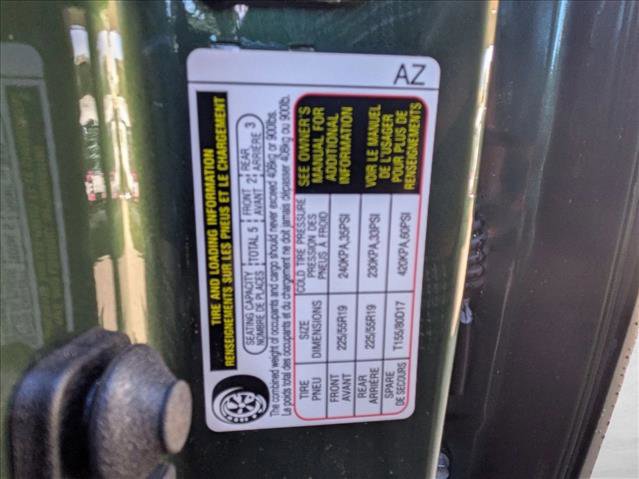 AZ
TIRE AND LOADING INFORMATION
RENSEIGNEMENTS SUR LES PNEUS ET LE CHARGEMENT
SEATING CAPACITY TOTAL 5 FRONT 2 REAR 3
NOMBRE DE PLACES AVANT ARRIÈRE
The combined weight of occupants and cargo should never exceed 408kg or 900lbs.
Le poids total des occupants et du chargement ne doit jamais dépasser 408kg ou 900lb.
TIRE SIZE COLD TIRE PRESSURE SEE OWNER'S
PNEU DIMENSIONS PRESSION DES MANUAL FOR
PNEUS À FROID ADDITIONAL
INFORMATION
FRONT 225/55R19 240KPA,35PSI
AVANT
REAR 225/55R19 230KPA,33PSI VOIR LE MANUEL
ARRIÈRE DE L'USAGER
SPARE T155/80D17 420KPA,60PSI POUR PLUS DE
DE SECOURS RENSEIGNEMENTS